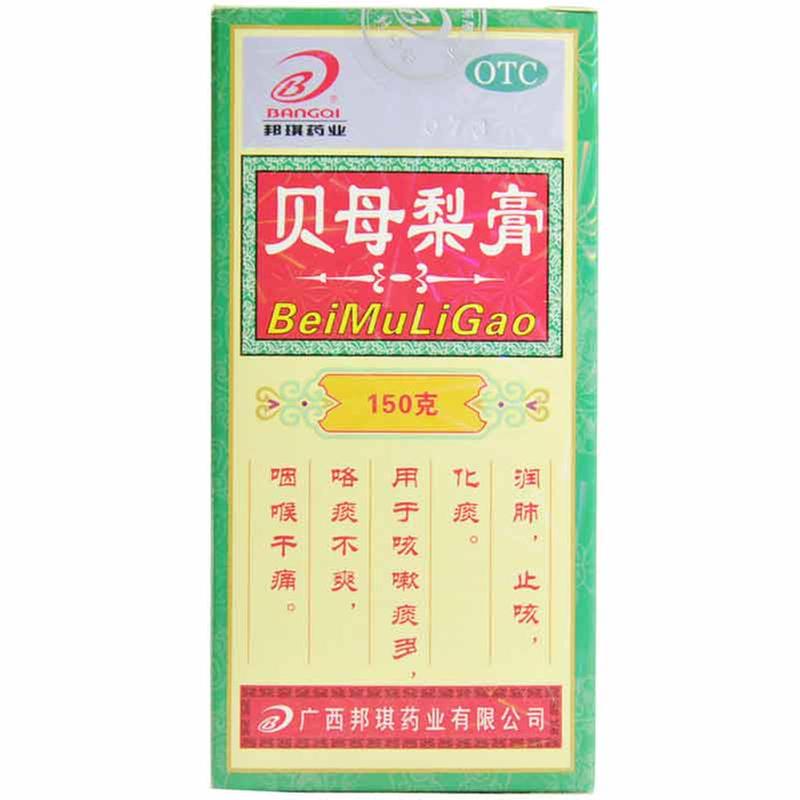 BANGQI
邦琪药业
OTC
贝母梨膏
BeiMuLiGao
150克
润肺，止咳，
化痰。
用于咳嗽痰多，
咯痰不爽，
咽喉干痛。
广西邦琪药业有限公司